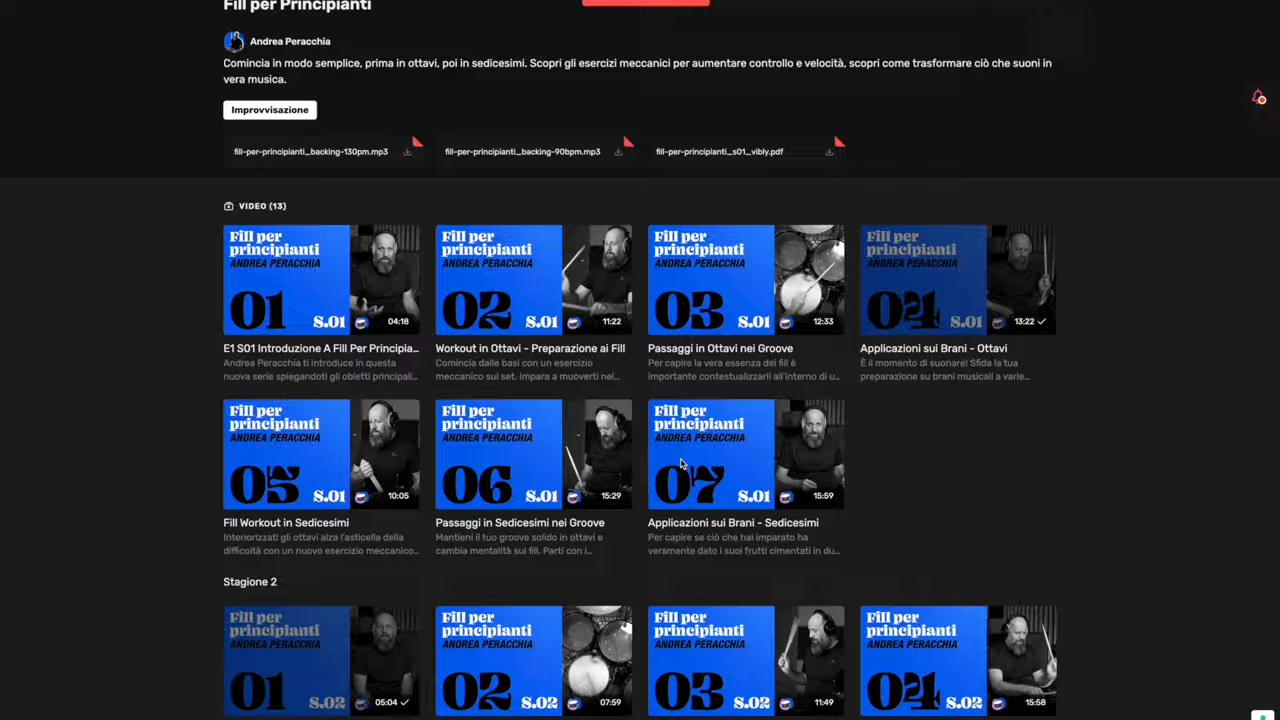 Fill per Principianti
Andrea Peracchia
Comincia in modo semplice, prima in ottavi, poi in sedicesimi. Scopri gli esercizi meccanici per aumentare controllo e velocità, scopri come trasformare ciò che suoni in
vera musica.
Improvvisazione
fill-per-principianti_backing-130pm.mp3
fill-per-principianti_backing-90bpm.mp3
fill-per-principianti_s01_vibly.pdf
VIDEO (13)
Fill per
principianti
ANDREA PERACCHIA
01
S.01
04:18
E1 S01 Introduzione A Fill Per Principia...
Andrea Peracchia ti introduce in questa
nuova serie spiegandoti gli obietti principali...
Fill per
principianti
ANDREA PERACCHIA
02
S.01
11:22
Workout in Ottavi - Preparazione ai Fill
Comincia dalle basi con un esercizio
meccanico sul set. impara a muoverti nel...
Fill per
principianti
ANDREA PERACCHIA
03
S.01
12:33
Passaggi in Ottavi nei Groove
Per capire la vera essenza dei fill è
importante contestualizzarli all'interno di u...
Fill per
principianti
ANDREA PERACCHIA
04
S.01
13:22
Applicazioni sui Brani - Ottavi
È il momento di suonare! Sfida la tua
preparazione su brani musicali a varie...
Fill per
principianti
ANDREA PERACCHIA
05
S.01
10:05
Fill Workout in Sedicesimi
Interiorizzati gli ottavi alza l'asticella della
difficoltà con un nuovo esercizio meccanico...
Fill per
principianti
ANDREA PERACCHIA
06
S.01
15:29
Passaggi in Sedicesimi nei Groove
Mantieni il tuo groove solido in ottavi e
cambia mentalità sui fill. Parti con i...
Fill per
principianti
ANDREA PERACCHIA
07
S.01
15:59
Applicazioni sui Brani - Sedicesimi
Per capire se ciò che hai imparato ha
veramente dato i suoi frutti cimentati in du...
Stagione 2
Fill per
principianti
ANDREA PERACCHIA
01
S.02
05:04
Fill per
principianti
ANDREA PERACCHIA
02
S.02
07:59
Fill per
principianti
ANDREA PERACCHIA
03
S.02
11:49
Fill per
principianti
ANDREA PERACCHIA
04
S.02
15:58